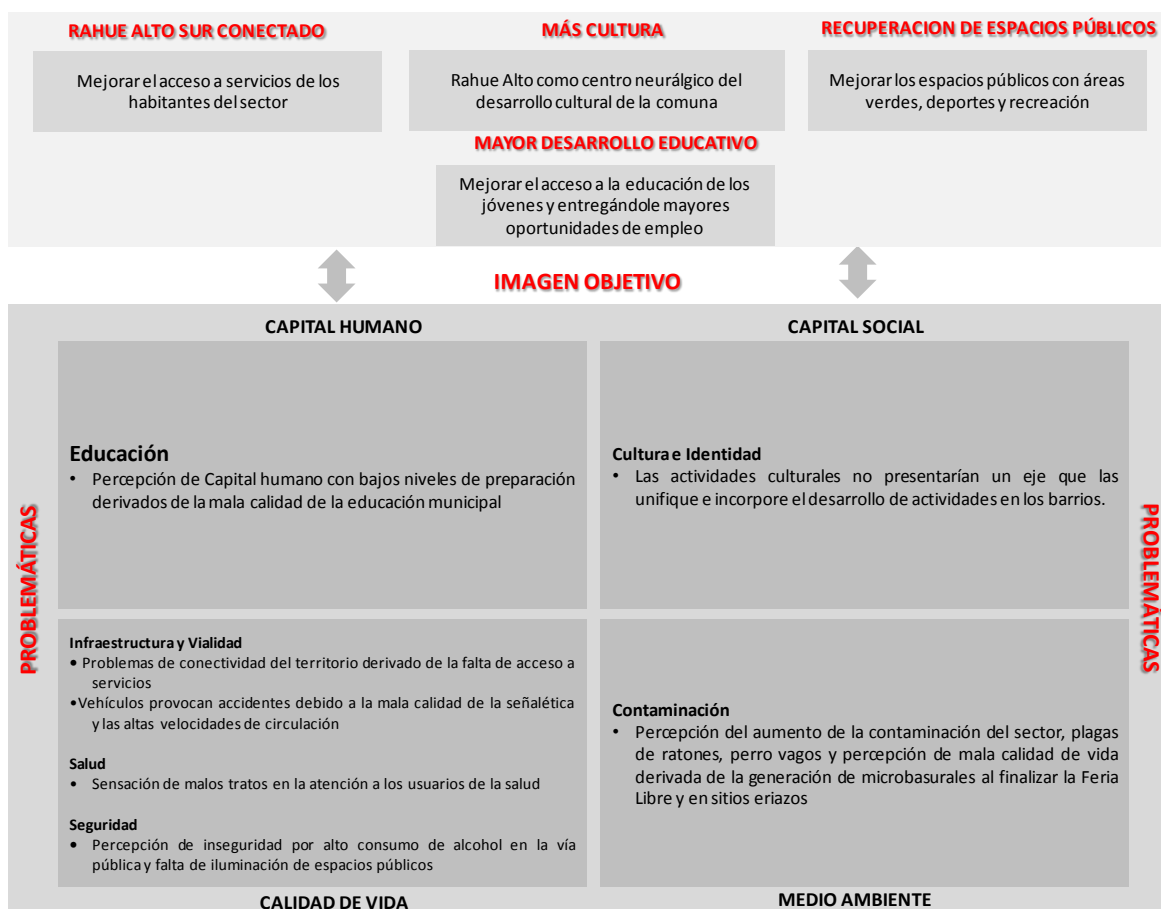 RAHUE ALTO SUR CONECTADO
Mejorar el acceso a servicios de los
habitantes del sector
MÁS CULTURA
Rahue Alto como centro neurálgico del
desarrollo cultural de la comuna
RECUPERACION DE ESPACIOS PÚBLICOS
Mejorar los espacios públicos con áreas
verdes, deportes y recreación
MAYOR DESARROLLO EDUCATIVO
Mejorar el acceso a la educación de los
jóvenes y entregándole mayores
oportunidades de empleo
IMAGEN OBJETIVO
PROBLEMÁTICAS
CAPITAL HUMANO
Educación
• Percepción de Capital humano con bajos niveles de preparación
derivados de la mala calidad de la educación municipal
CAPITAL SOCIAL
Cultura e Identidad
• Las actividades culturales no presentarían un eje que las
unifique e incorpore el desarrollo de actividades en los barrios.
Infraestructura y Vialidad
• Problemas de conectividad del territorio derivado de la falta de acceso a
servicios
•Vehículos provocan accidentes debido a la mala calidad de la señalética
y las altas velocidades de circulación
Salud
• Sensación de malos tratos en la atención a los usuarios de la salud
Seguridad
• Percepción de inseguridad por alto consumo de alcohol en la vía
pública y falta de iluminación de espacios públicos
CALIDAD DE VIDA
Contaminación
• Percepción del aumento de la contaminación del sector, plagas
de ratones, perro vagos y percepción de mala calidad de vida
derivada de la generación de microbasurales al finalizar la Feria
Libre y en sitios eriazos
MEDIO AMBIENTE
PROBLEMÁTICAS